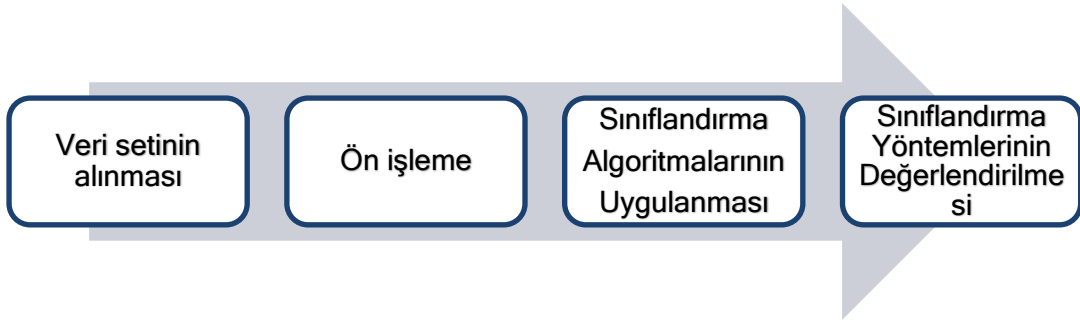 Veri setinin
alınması
Ön işleme
Sınıflandırma
Algoritmalarının
Uygulanması
Sınıflandırma
Yöntemlerinin
Değerlendirilme
si